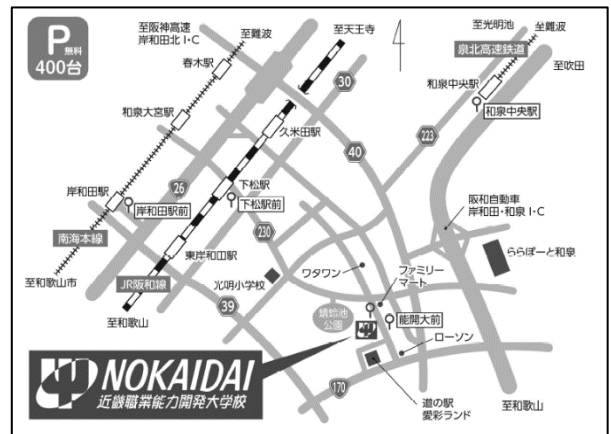 P
無料
400台
至阪神高速
岸和田北I・C
至難波
至天王寺
至光明池
至難波
泉北高速鉄道
至吹田
春木駅
30
和泉中央駅
和泉中央駅
和泉大宮駅
久米田駅
223
40
岸和田駅
26
下松駅
岸和田駅前
下松駅前
阪和自動車
岸和田・和泉I・C
南海本線
230
東岸和田駅
ららぽーと和泉
至和歌山市
JR阪和線
光明小学校
ワタワン
ファミリー
マート
至和歌山
39
蜻蛉池
公園
能開大前
ローソン
NOKAIDAI
近畿職業能力開発大学校
170
道の駅
愛彩ランド
至和歌山